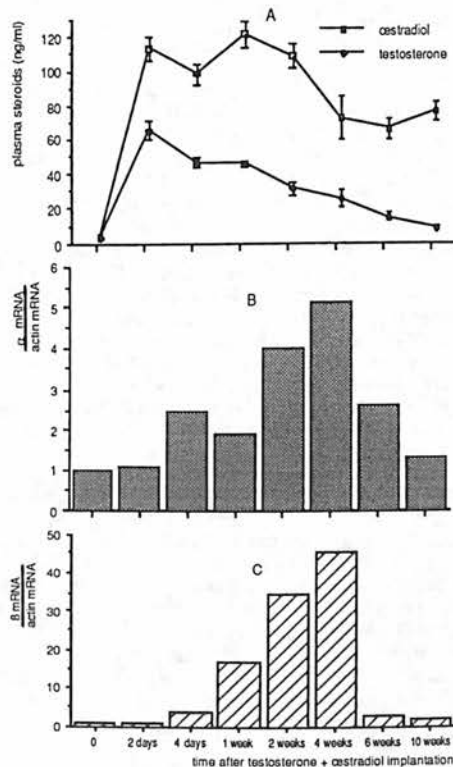 A
œstradiol
testosterone
plasma steroids (ng/ml)
120
100
80
60
40
20
0
B
α mRNA
actin mRNA
6
5
4
3
2
1
0
C
ß mRNA
actin mRNA
50
40
30
20
10
0
0 2 days 4 days 1 week 2 weeks 4 weeks 6 weeks 10 weeks
time after testosterone + œstradiol implantation